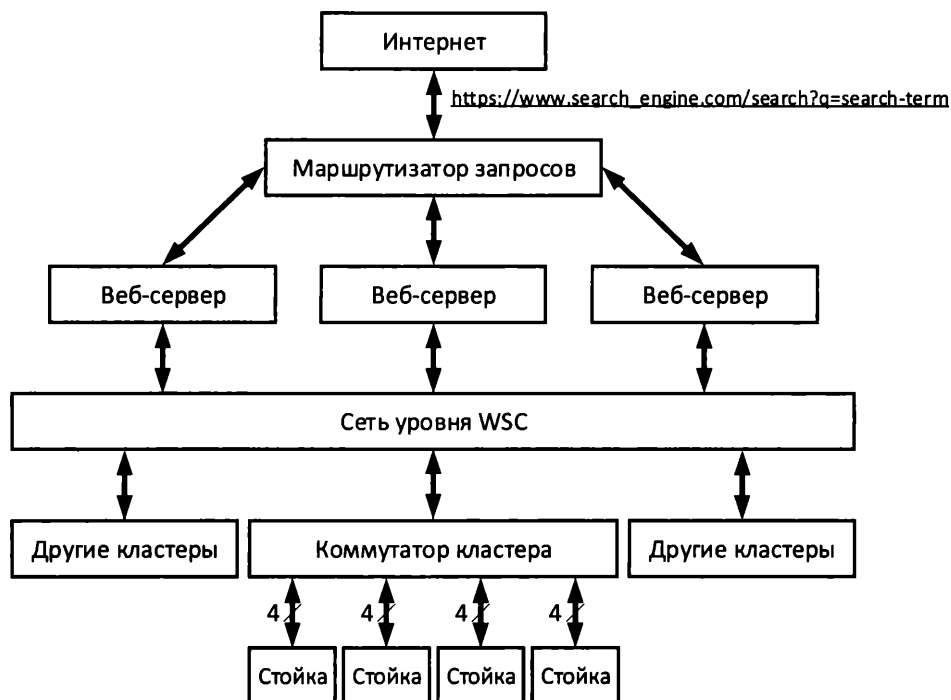 Интернет
https://www.search_engine.com/search?q=search-term
Маршрутизатор запросов
Веб-сервер Веб-сервер Веб-сервер
Сеть уровня WSC
Другие кластеры Коммутатор кластера Другие кластеры
4 4 4 4
Стойка Стойка Стойка Стойка